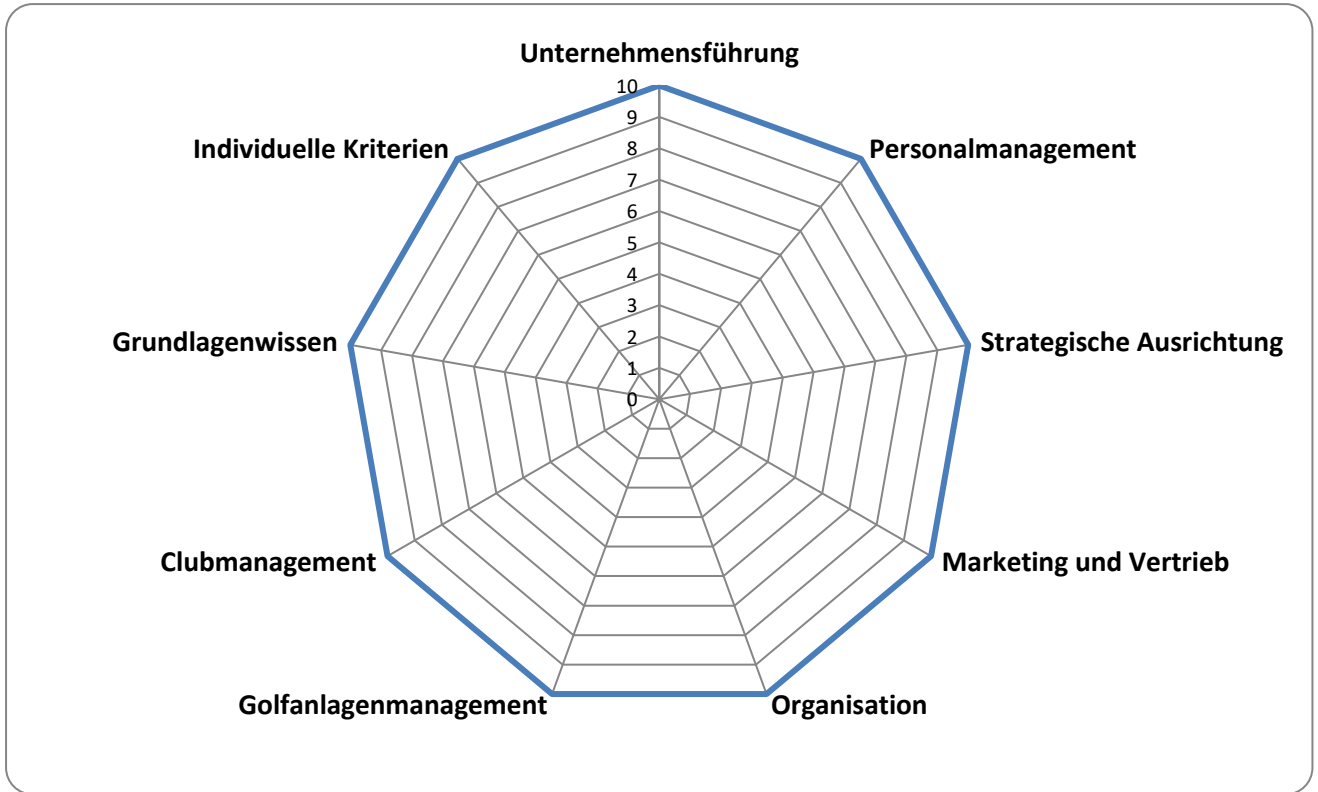 Unternehmensführung
10
9
8
7
6
5
4
3
2
1
0
Individuelle Kriterien
Personalmanagement
Grundlagenwissen
Strategische Ausrichtung
Clubmanagement
Marketing und Vertrieb
Golfanlagenmanagement
Organisation